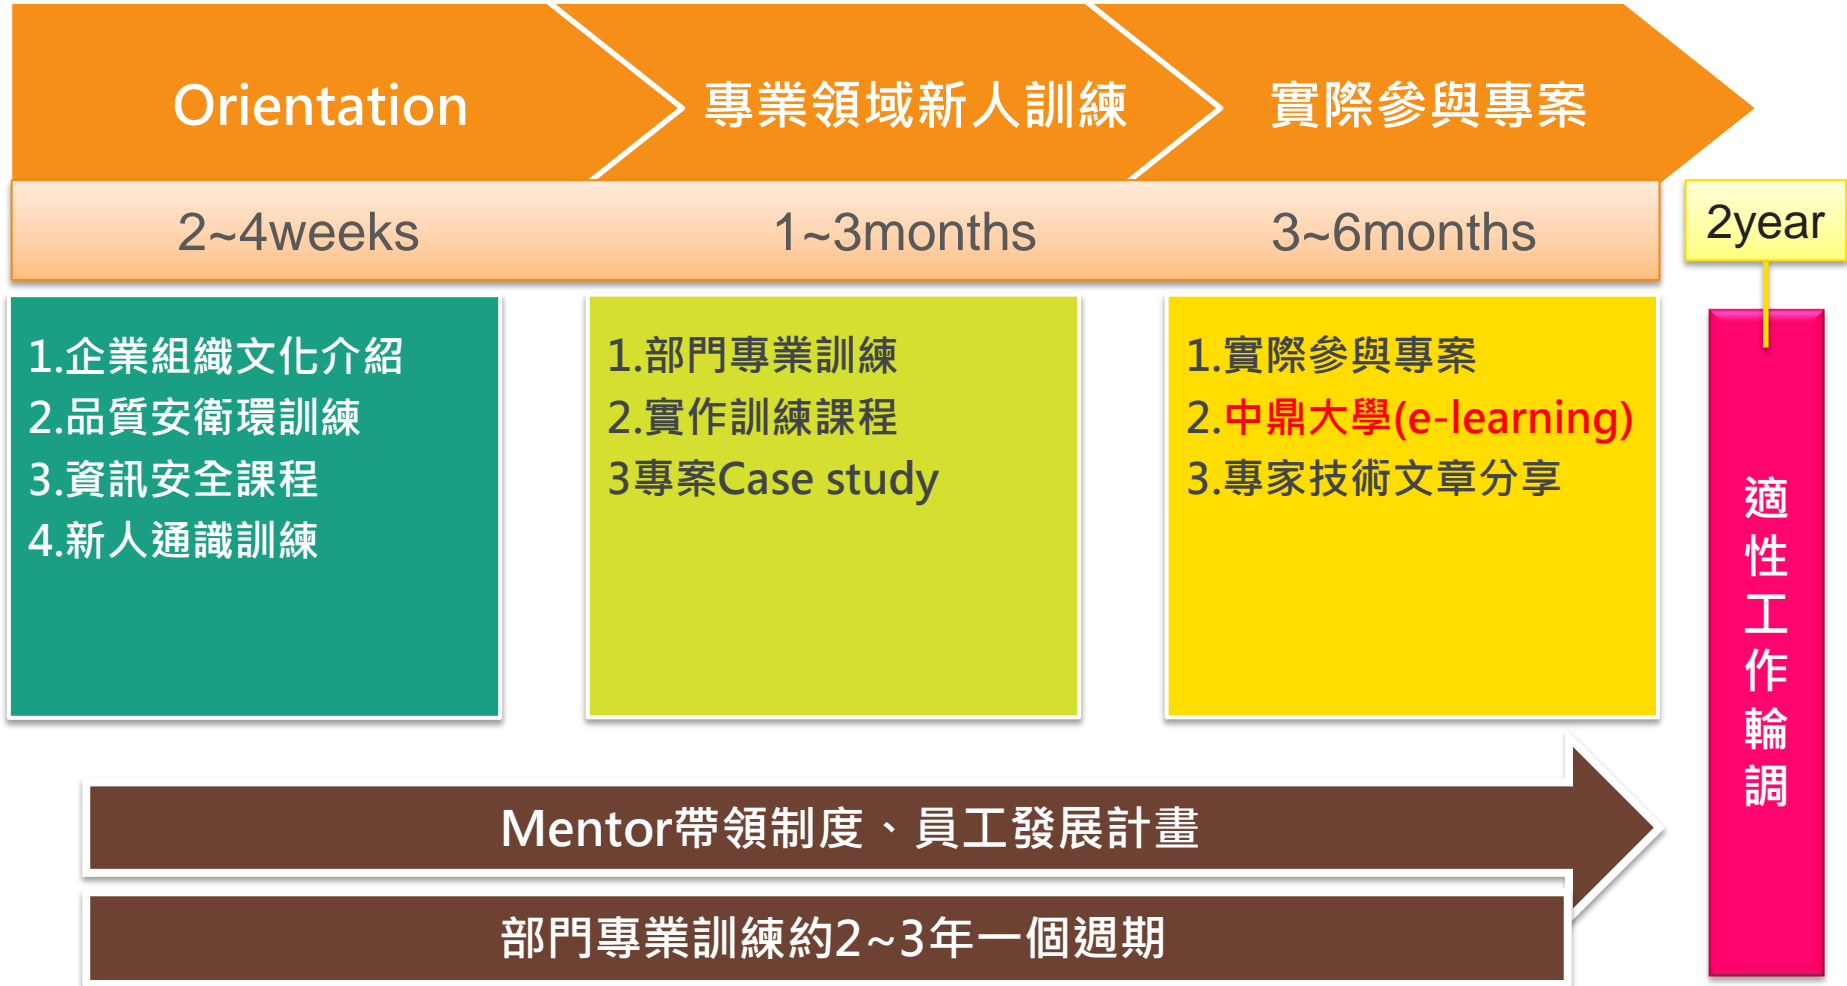 Orientation
專業領域新人訓練
實際參與專案
2~4weeks
1~3months
3~6months
2year
1.企業組織文化介紹
2.品質安衛環訓練
3.資訊安全課程
4.新人通識訓練
1.部門專業訓練
2.實作訓練課程
3專案Case study
1.實際參與專案
2.中鼎大學(e-learning)
3.專家技術文章分享
適性工作輪調
Mentor帶領制度、員工發展計畫
部門專業訓練約2~3年一個週期